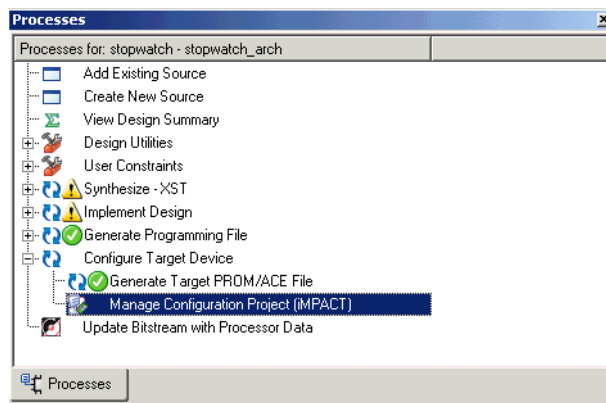 Processes
Processes for: stopwatch - stopwatch_arch
Add Existing Source
Create New Source
View Design Summary
Design Utilities
User Constraints
Synthesize - XST
Implement Design
Generate Programming File
Configure Target Device
Generate Target PROM/ACE File
Manage Configuration Project (iMPACT)
Update Bitstream with Processor Data
Processes